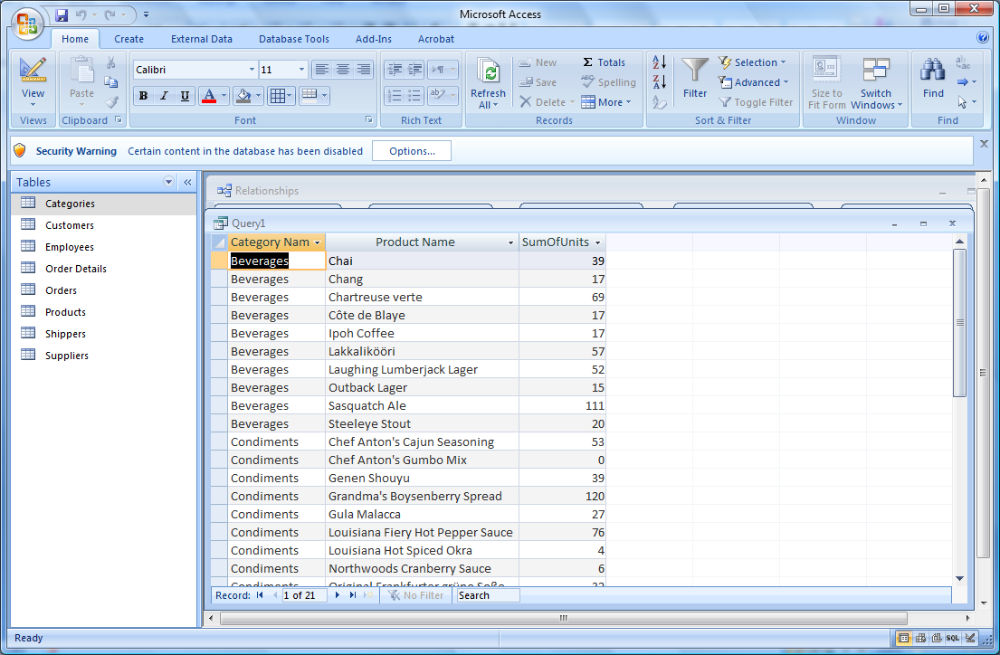 Microsoft Access
Home Create External Data Database Tools Add-Ins Acrobat
View
Views
Paste
Clipboard
Calibri 11
B I U A
Font
Rich Text
Refresh All
New
Save
Delete
Totals
Spelling
More
Records
Filter
Selection
Advanced
Toggle Filter
Sort & Filter
Size to Fit Form
Switch Windows
Window
Find
Find
Security Warning Certain content in the database has been disabled Options...
Tables
Categories
Customers
Employees
Order Details
Orders
Products
Shippers
Suppliers
Relationships
Query1
Category Nam Product Name SumOfUnits
Beverages Chai 39
Beverages Chang 17
Beverages Chartreuse verte 69
Beverages Côte de Blaye 17
Beverages Ipoh Coffee 17
Beverages Lakkalikööri 57
Beverages Laughing Lumberjack Lager 52
Beverages Outback Lager 15
Beverages Sasquatch Ale 111
Beverages Steeleye Stout 20
Condiments Chef Anton's Cajun Seasoning 53
Condiments Chef Anton's Gumbo Mix 0
Condiments Genen Shouyu 39
Condiments Grandma's Boysenberry Spread 120
Condiments Gula Malacca 27
Condiments Louisiana Fiery Hot Pepper Sauce 76
Condiments Louisiana Hot Spiced Okra 4
Condiments Northwoods Cranberry Sauce 6
Condiments Original Frankfurter grüne Soße 32
Record: 1 of 21 No Filter Search
Ready
SQL